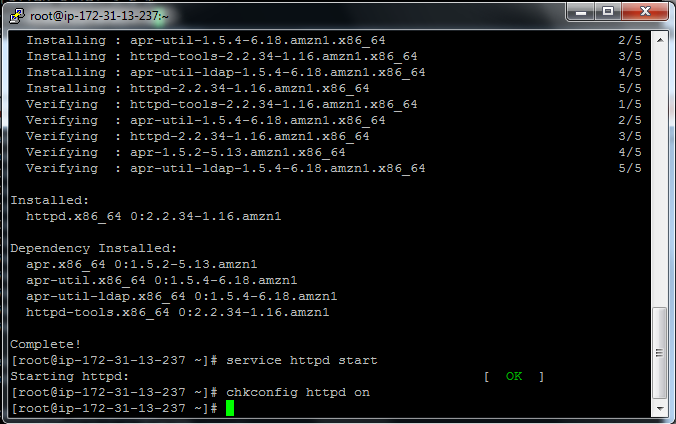 root@ip-172-31-13-237:~
Installing : apr-util-1.5.4-6.18.amzn1.x86_64 2/5
Installing : httpd-tools-2.2.34-1.16.amzn1.x86_64 3/5
Installing : apr-util-ldap-1.5.4-6.18.amzn1.x86_64 4/5
Installing : httpd-2.2.34-1.16.amzn1.x86_64 5/5
Verifying : httpd-tools-2.2.34-1.16.amzn1.x86_64 1/5
Verifying : apr-util-1.5.4-6.18.amzn1.x86_64 2/5
Verifying : httpd-2.2.34-1.16.amzn1.x86_64 3/5
Verifying : apr-1.5.2-5.13.amzn1.x86_64 4/5
Verifying : apr-util-ldap-1.5.4-6.18.amzn1.x86_64 5/5
Installed:
httpd.x86_64 0:2.2.34-1.16.amzn1
Dependency Installed:
apr.x86_64 0:1.5.2-5.13.amzn1
apr-util.x86_64 0:1.5.4-6.18.amzn1
apr-util-ldap.x86_64 0:1.5.4-6.18.amzn1
httpd-tools.x86_64 0:2.2.34-1.16.amzn1
Complete!
[root@ip-172-31-13-237 ~]# service httpd start
Starting httpd: [ OK ]
[root@ip-172-31-13-237 ~]# chkconfig httpd on
[root@ip-172-31-13-237 ~]#